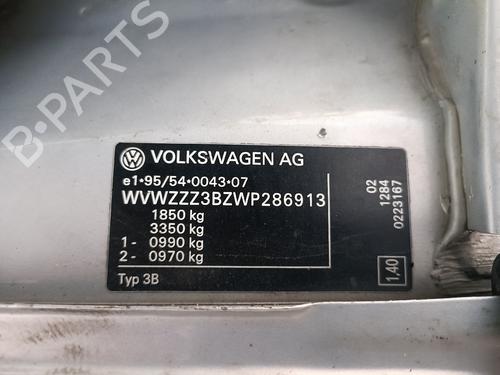 B-PARTS
VOLKSWAGEN AG
e1•95/54•0043•07
WVWZZZ3BZWP286913
1850 kg
3350 kg
1- 0990 kg
2- 0970 kg
Typ 3B
02
1284
0223167
1,40